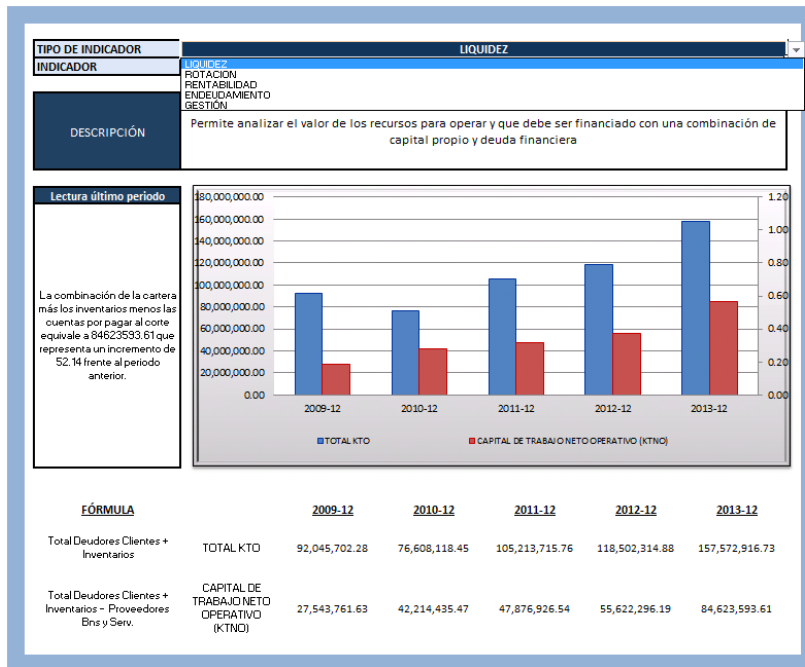 TIPO DE INDICADOR
LIQUIDEZ
INDICADOR
LIQUIDEZ
ROTACION
RENTABILIDAD
ENDEUDAMIENTO
GESTIÓN
DESCRIPCIÓN
Permite analizar el valor de los recursos para operar y que debe ser financiado con una combinación de
capital propio y deuda financiera
Lectura último periodo
La combinación de la cartera
más los inventarios menos las
cuentas por pagar al corte
equivale a 84623593.61 que
representa un incremento de
52.14 frente al periodo
anterior.
180,000,000.00
160,000,000.00
140,000,000.00
120,000,000.00
100,000,000.00
80,000,000.00
60,000,000.00
40,000,000.00
20,000,000.00
0.00
1.20
1.00
0.80
0.60
0.40
0.20
0.00
2009-12 2010-12 2011-12 2012-12 2013-12
TOTAL KTO CAPITAL DE TRABAJO NETO OPERATIVO (KTNO)
FÓRMULA 2009-12 2010-12 2011-12 2012-12 2013-12
Total Deudores Clientes +
Inventarios
TOTAL KTO 92,045,702.28 76,608,118.45 105,213,715.76 118,502,314.88 157,572,916.73
Total Deudores Clientes +
Inventarios - Proveedores
Bns y Serv.
CAPITAL DE
TRABAJO NETO
OPERATIVO
(KTNO)
27,543,761.63 42,214,435.47 47,876,926.54 55,622,296.19 84,623,593.61